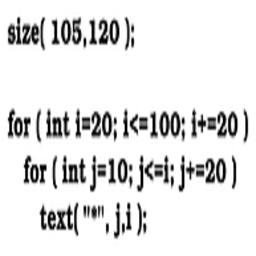 size( 105,120 );
for ( int i=20; i<=100; i+=20 )
for ( int j=10; j<=i; j+=20 )
text( "*", j,i );